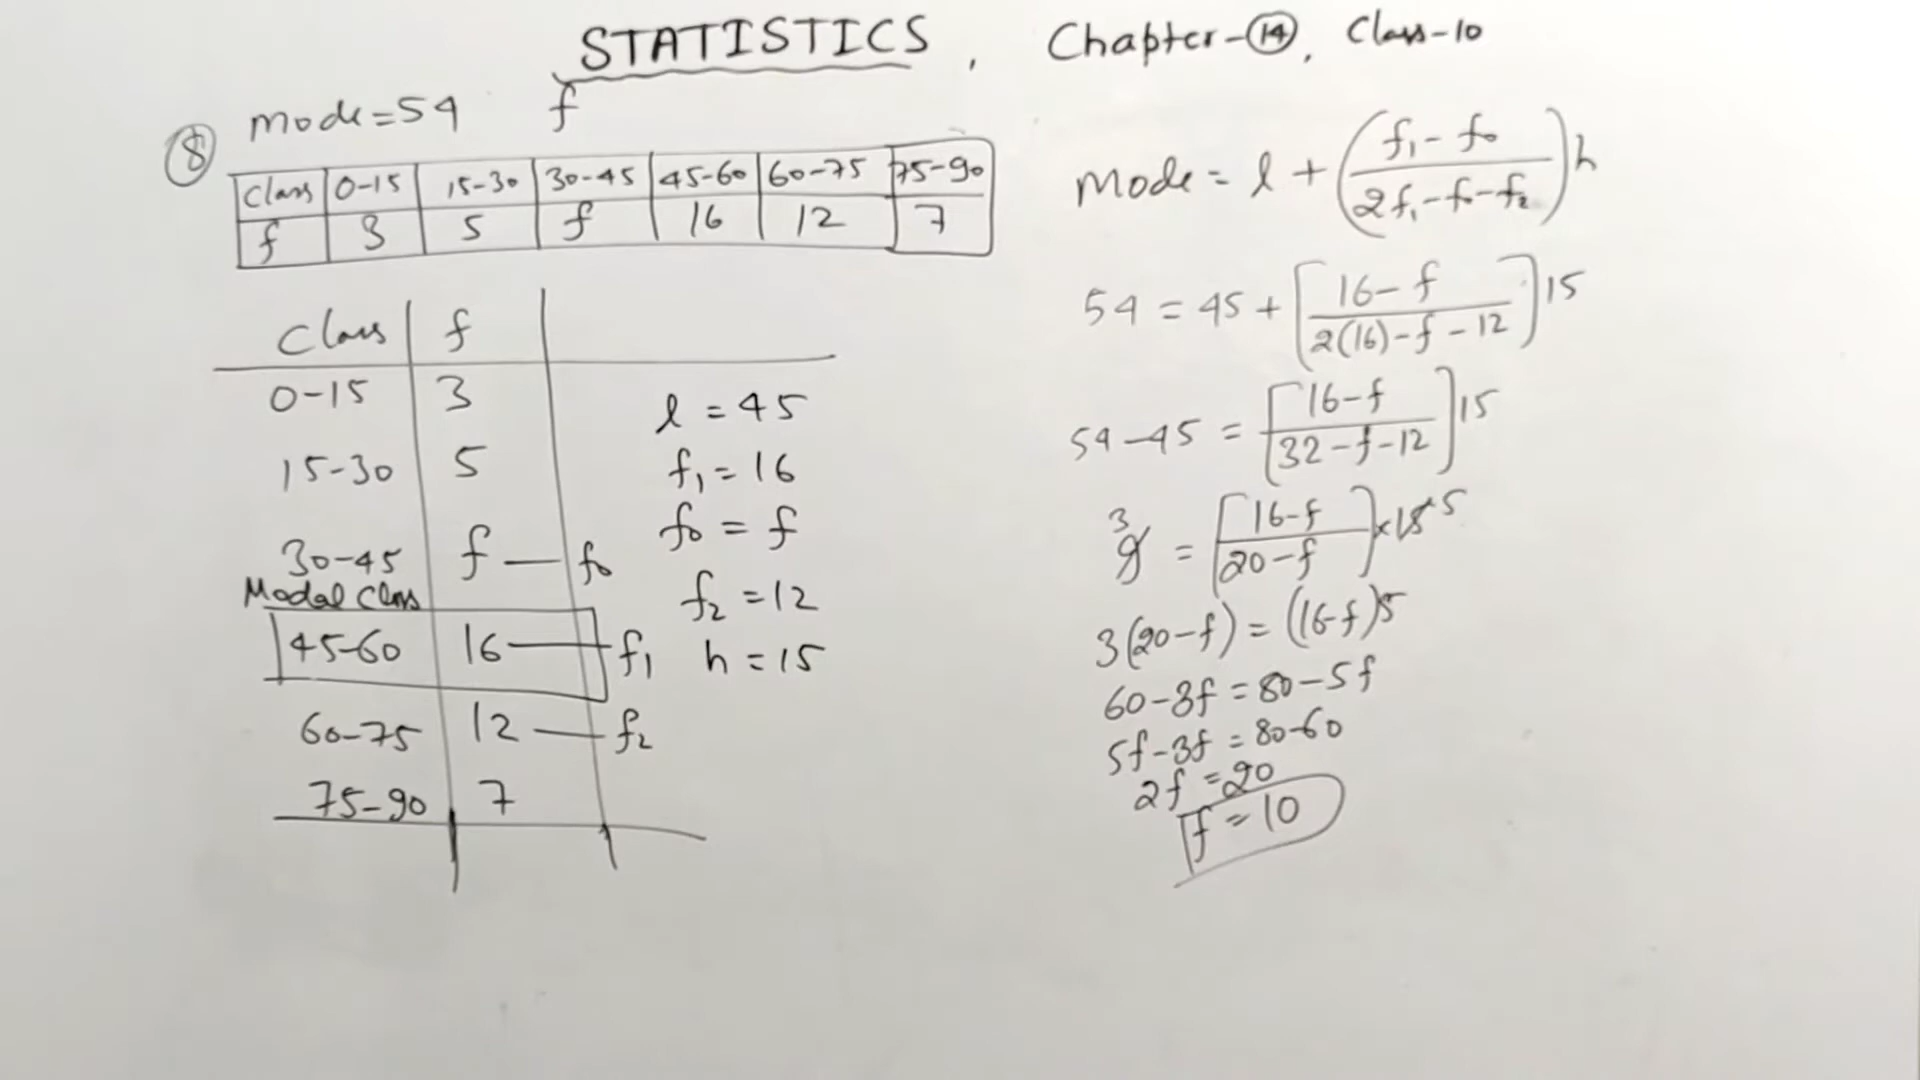 STATISTICS, Chapter-14, Class-10
8 Mode=54 f
Class 0-15 15-30 30-45 45-60 60-75 75-90
f 3 5 f 16 12 7
Class f
0-15 3
15-30 5
30-45 f — f₀
Modal Class
45-60 16 — f₁
60-75 12 — f₂
75-90 7
l = 45
f₁ = 16
f₀ = f
f₂ = 12
h = 15
Mode = l + (f₁ - f₀ / 2f₁ - f₀ - f₂) h
54 = 45 + [16 - f / 2(16) - f - 12] 15
54 - 45 = [16 - f / 32 - f - 12] 15
3 9 = [16 - f / 20 - f] × 15 5
3(20 - f) = (16 - f)5
60 - 3f = 80 - 5f
5f - 3f = 80 - 60
2f = 20
f = 10